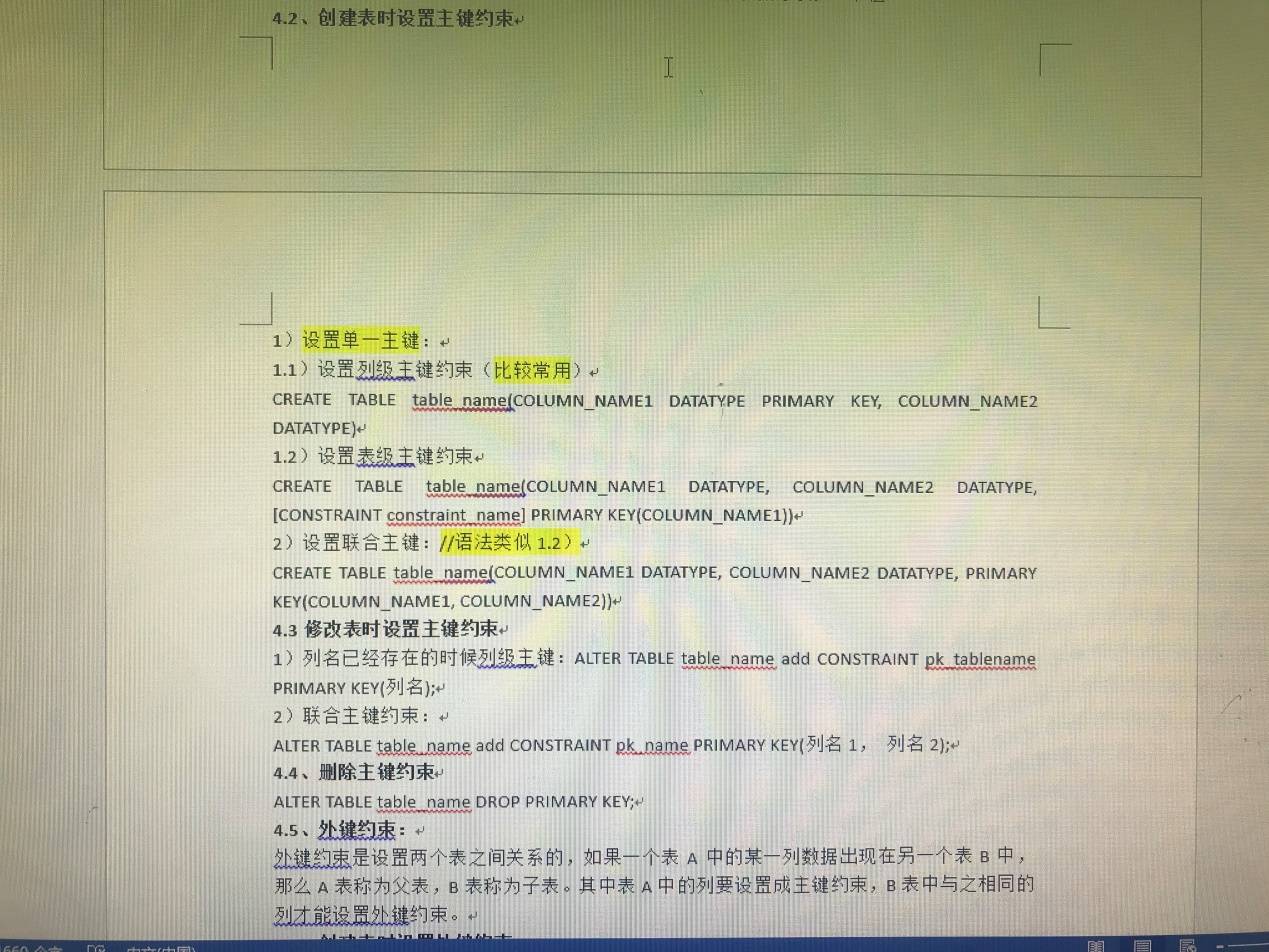 4.2、创建表时设置主键约束
1）设置单一主键：
1.1）设置列级主键约束（比较常用）
CREATE TABLE table_name(COLUMN_NAME1 DATATYPE PRIMARY KEY, COLUMN_NAME2
DATATYPE)
1.2）设置表级主键约束
CREATE TABLE table_name(COLUMN_NAME1 DATATYPE, COLUMN_NAME2 DATATYPE,
[CONSTRAINT constraint_name] PRIMARY KEY(COLUMN_NAME1))
2）设置联合主键：//语法类似 1.2）
CREATE TABLE table_name(COLUMN_NAME1 DATATYPE, COLUMN_NAME2 DATATYPE, PRIMARY
KEY(COLUMN_NAME1, COLUMN_NAME2))
4.3 修改表时设置主键约束
1）列名已经存在的时候列级主键：ALTER TABLE table_name add CONSTRAINT pk_tablename
PRIMARY KEY(列名);
2）联合主键约束：
ALTER TABLE table_name add CONSTRAINT pk_name PRIMARY KEY(列名 1， 列名 2);
4.4、删除主键约束
ALTER TABLE table_name DROP PRIMARY KEY;
4.5、外键约束：
外键约束是设置两个表之间关系的，如果一个表 A 中的某一列数据出现在另一个表 B 中，
那么 A 表称为父表，B 表称为子表。其中表 A 中的列要设置成主键约束，B 表中与之相同的
列才能设置外键约束。